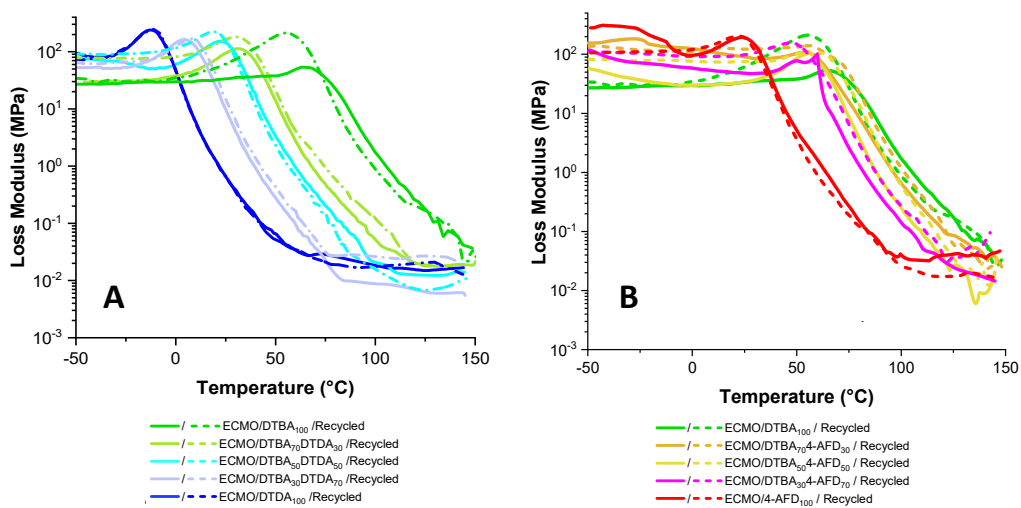 10²
10¹
10⁰
10⁻¹
10⁻²
10⁻³
Loss Modulus (MPa)
A
-50 0 50 100 150
Temperature (°C)
/ ECMO/DTBA₁₀₀ /Recycled
/ ECMO/DTBA₇₀DTDA₃₀ /Recycled
/ ECMO/DTBA₅₀DTDA₅₀ /Recycled
/ ECMO/DTBA₃₀DTDA₇₀ /Recycled
/ ECMO/DTDA₁₀₀ /Recycled
10³
10²
10¹
10⁰
10⁻¹
10⁻²
10⁻³
Loss Modulus (MPa)
B
-50 0 50 100 150
Temperature (°C)
/ ECMO/DTBA₁₀₀ / Recycled
/ ECMO/DTBA₇₀4-AFD₃₀ / Recycled
/ ECMO/DTBA₅₀4-AFD₅₀ / Recycled
/ ECMO/DTBA₃₀4-AFD₇₀ / Recycled
/ ECMO/4-AFD₁₀₀ / Recycled